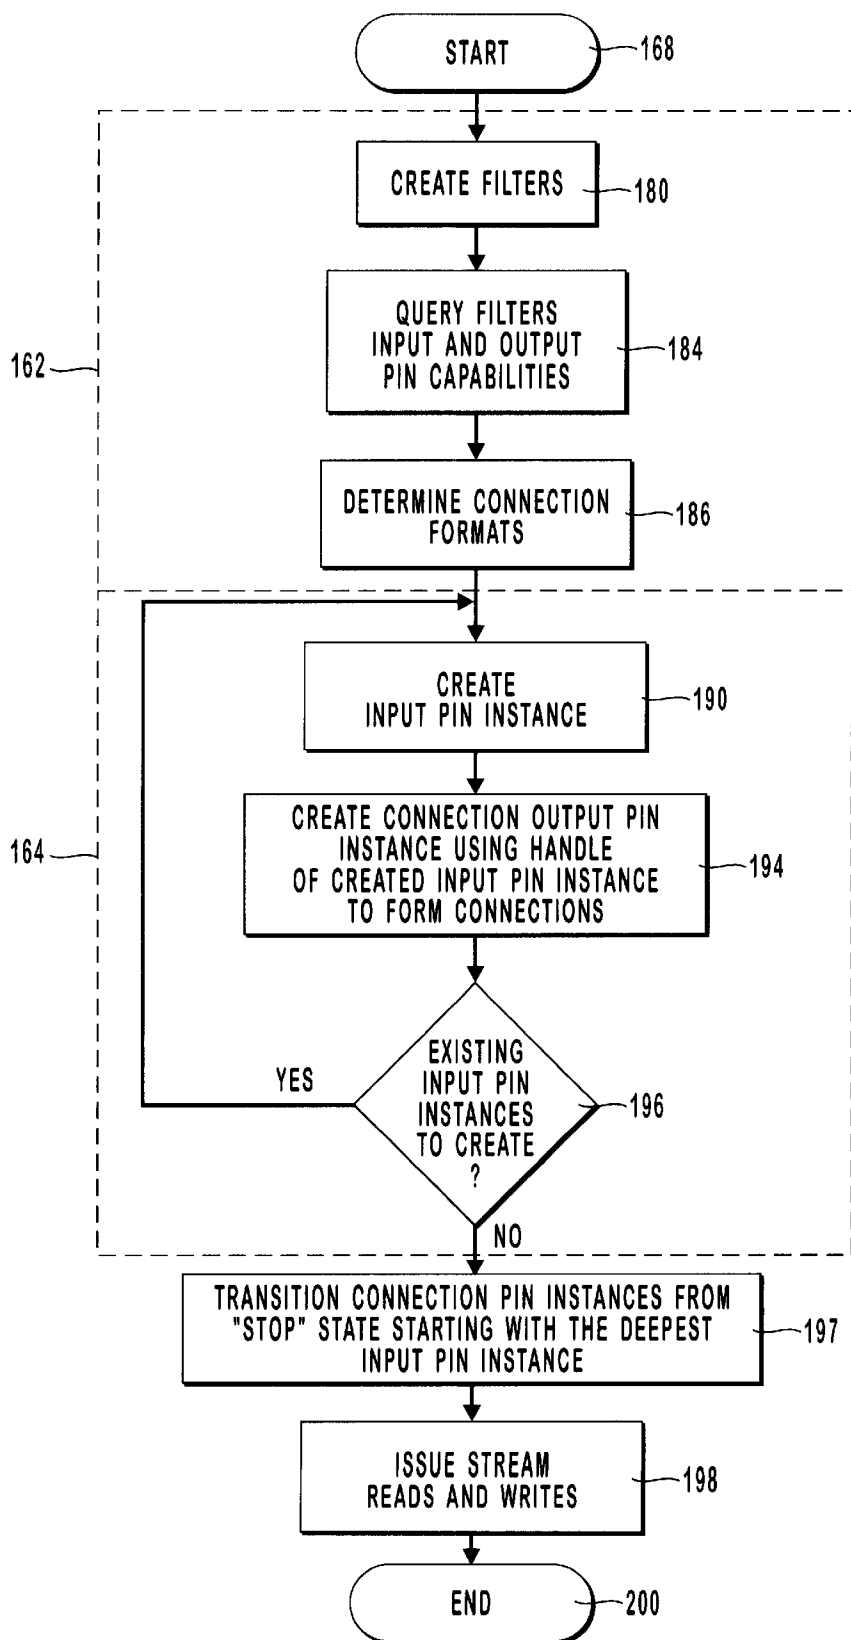 START
168
CREATE FILTERS
180
QUERY FILTERS
INPUT AND OUTPUT
PIN CAPABILITIES
184
162
DETERMINE CONNECTION
FORMATS
186
CREATE
INPUT PIN INSTANCE
190
CREATE CONNECTION OUTPUT PIN
INSTANCE USING HANDLE
OF CREATED INPUT PIN INSTANCE
TO FORM CONNECTIONS
194
164
EXISTING
INPUT PIN
INSTANCES
TO CREATE
?
196
YES
NO
TRANSITION CONNECTION PIN INSTANCES FROM
"STOP" STATE STARTING WITH THE DEEPEST
INPUT PIN INSTANCE
197
ISSUE STREAM
READS AND WRITES
198
END
200